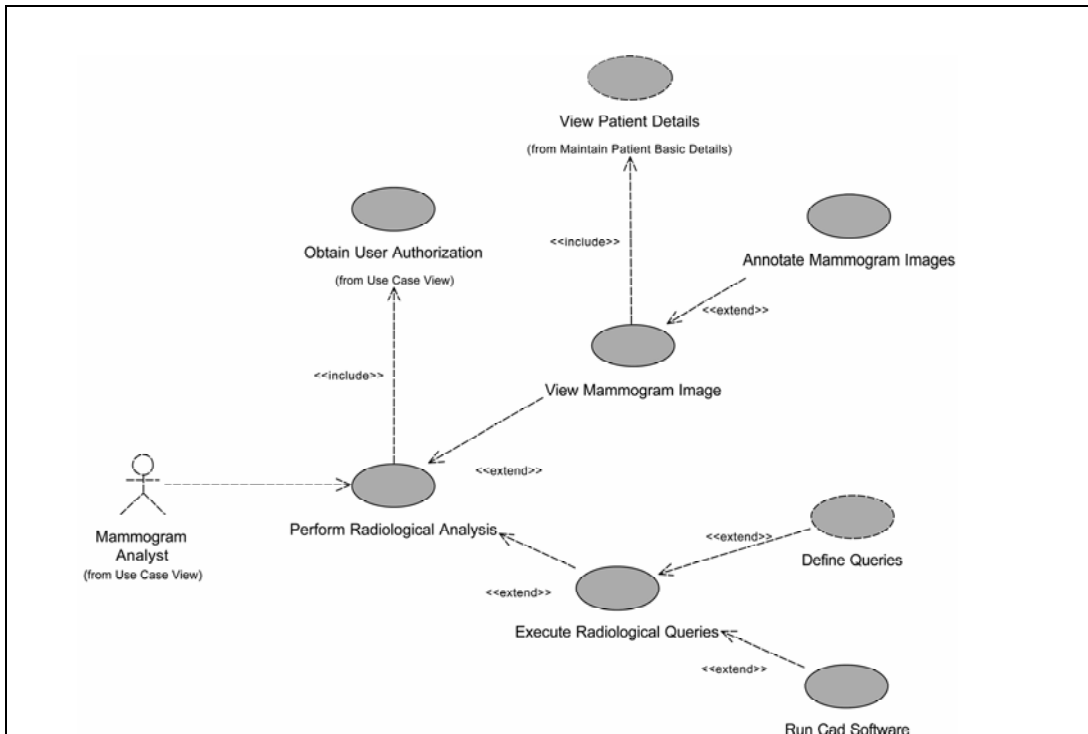 View Patient Details
(from Maintain Patient Basic Details)
Obtain User Authorization
(from Use Case View)
<<include>>
Annotate Mammogram Images
<<extend>>
<<include>>
View Mammogram Image
<<extend>>
Perform Radiological Analysis
Mammogram
Analyst
(from Use Case View)
<<extend>>
Define Queries
<<extend>>
Execute Radiological Queries
<<extend>>
Run Cad Software